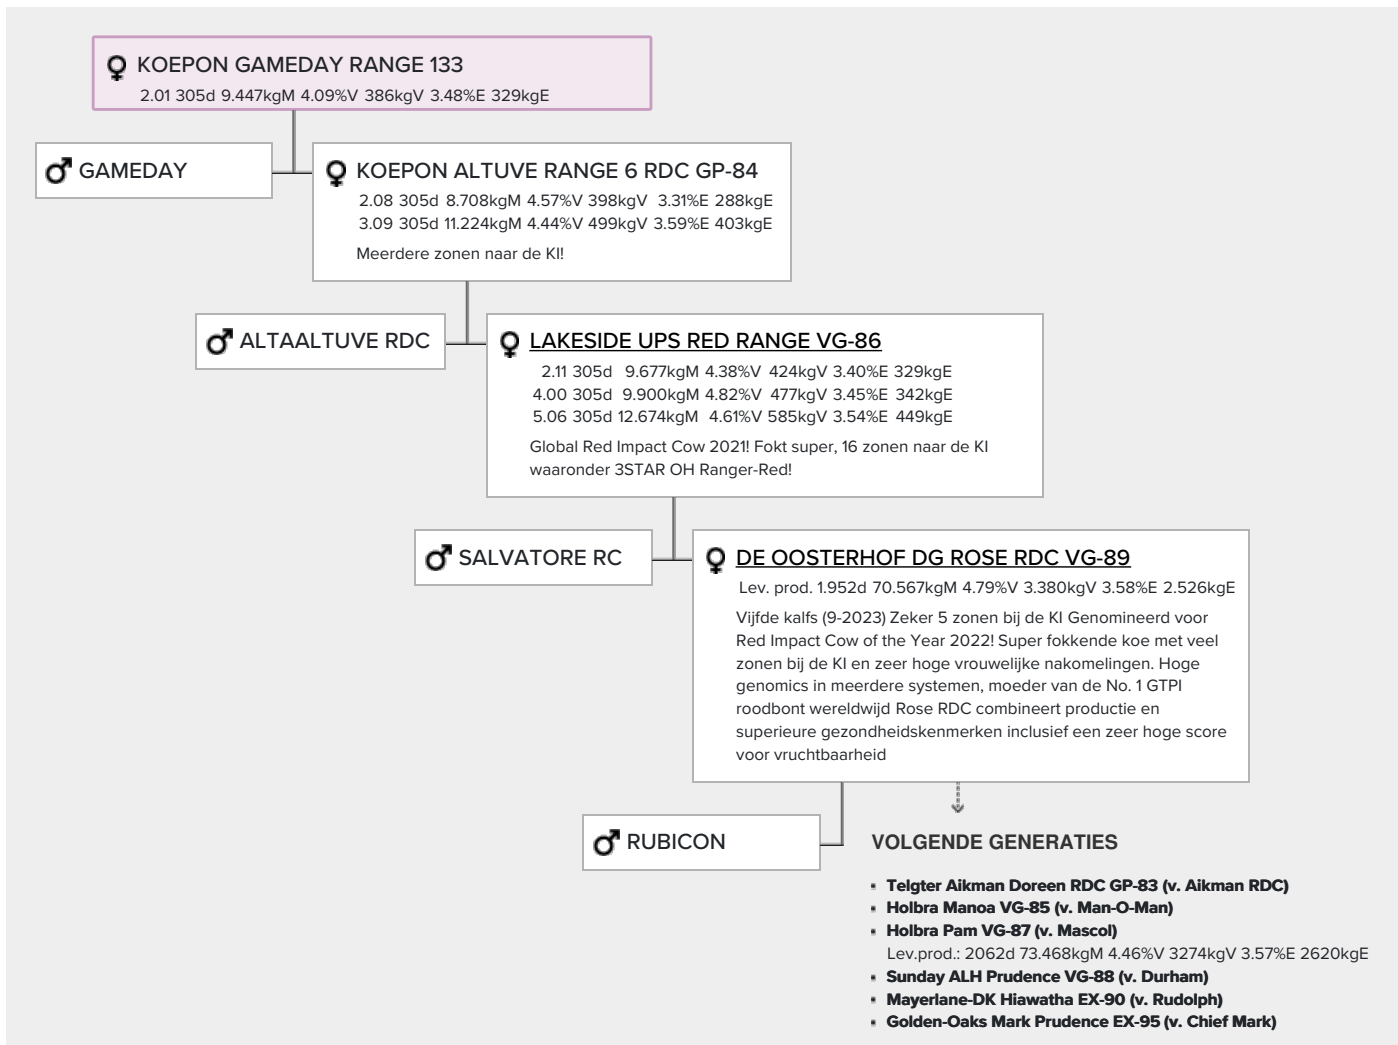 KOEPON GAMEDAY RANGE 133
2.01 305d 9.447kgM 4.09%V 386kgV 3.48%E 329kgE
GAMEDAY
KOEPON ALTUVE RANGE 6 RDC GP-84
2.08 305d 8.708kgM 4.57%V 398kgV 3.31%E 288kgE
3.09 305d 11.224kgM 4.44%V 499kgV 3.59%E 403kgE
Meerdere zonen naar de KI!
ALTAALTUVE RDC
LAKESIDE UPS RED RANGE VG-86
2.11 305d 9.677kgM 4.38%V 424kgV 3.40%E 329kgE
4.00 305d 9.900kgM 4.82%V 477kgV 3.45%E 342kgE
5.06 305d 12.674kgM 4.61%V 585kgV 3.54%E 449kgE
Global Red Impact Cow 2021! Fokt super, 16 zonen naar de KI
waaronder 3STAR OH Ranger-Red!
SALVATORE RC
DE OOSTERHOF DG ROSE RDC VG-89
Lev. prod. 1.952d 70.567kgM 4.79%V 3.380kgV 3.58%E 2.526kgE
Vijfde kalfs (9-2023) Zeker 5 zonen bij de KI Genomineerd voor
Red Impact Cow of the Year 2022! Super fokkende koe met veel
zonen bij de KI en zeer hoge vrouwelijke nakomelingen. Hoge
genomics in meerdere systemen, moeder van de No. 1 GTPI
roodbont wereldwijd Rose RDC combineert productie en
superieure gezondheidskenmerken inclusief een zeer hoge score
voor vruchtbaarheid
RUBICON
VOLGENDE GENERATIES
Telgter Aikman Doreen RDC GP-83 (v. Aikman RDC)
Holbra Manoa VG-85 (v. Man-O-Man)
Holbra Pam VG-87 (v. Mascol)
Lev.prod.: 2062d 73.468kgM 4.46%V 3274kgV 3.57%E 2620kgE
Sunday ALH Prudence VG-88 (v. Durham)
Mayerlane-DK Hiawatha EX-90 (v. Rudolph)
Golden-Oaks Mark Prudence EX-95 (v. Chief Mark)